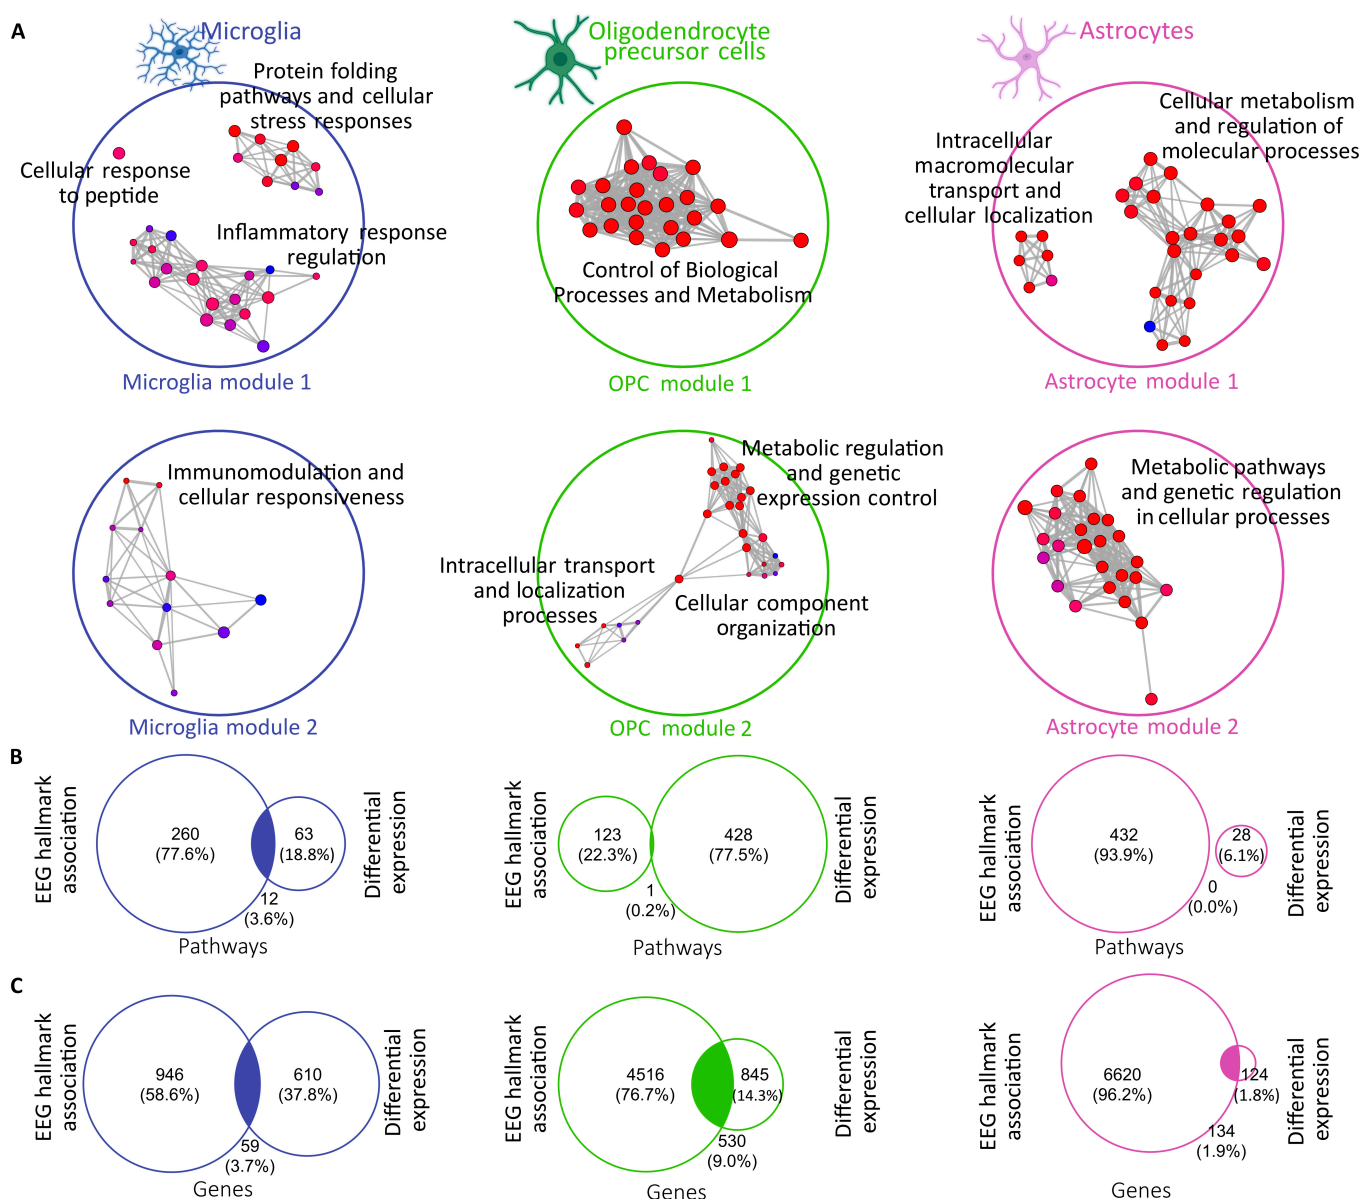 A
Microglia
Oligodendrocyte
precursor cells
Astrocytes
Protein folding
pathways and cellular
stress responses
Cellular response
to peptide
Inflammatory response
regulation
Microglia module 1
Control of Biological
Processes and Metabolism
OPC module 1
Cellular metabolism
and regulation of
molecular processes
Intracellular
macromolecular
transport and
cellular localization
Astrocyte module 1
Immunomodulation and
cellular responsiveness
Microglia module 2
Metabolic regulation
and genetic
expression control
Intracellular transport
and localization
processes
Cellular component
organization
OPC module 2
Metabolic pathways
and genetic regulation
in cellular processes
Astrocyte module 2
B
EEG hallmark
association
260
(77.6%)
63
(18.8%)
12
(3.6%)
Differential
expression
Pathways
EEG hallmark
association
123
(22.3%)
428
(77.5%)
1
(0.2%)
Differential
expression
Pathways
EEG hallmark
association
432
(93.9%)
28
(6.1%)
0
(0.0%)
Differential
expression
Pathways
C
EEG hallmark
association
946
(58.6%)
610
(37.8%)
59
(3.7%)
Differential
expression
Genes
EEG hallmark
association
4516
(76.7%)
845
(14.3%)
530
(9.0%)
Differential
expression
Genes
EEG hallmark
association
6620
(96.2%)
124
(1.8%)
134
(1.9%)
Differential
expression
Genes